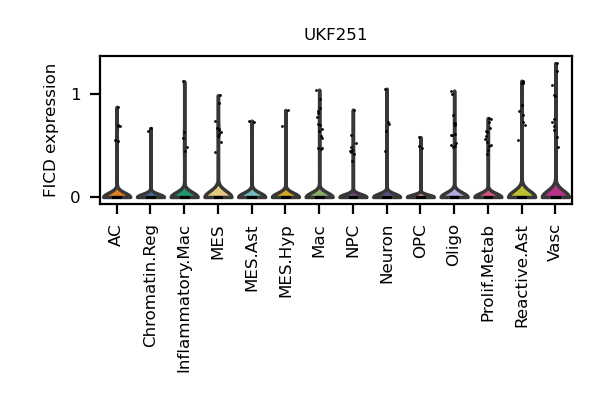 UKF251
FICD expression
1
0
AC
Chromatin.Reg
Inflammatory.Mac
MES
MES.Ast
MES.Hyp
Mac
NPC
Neuron
OPC
Oligo
Prolif.Metab
Reactive.Ast
Vasc